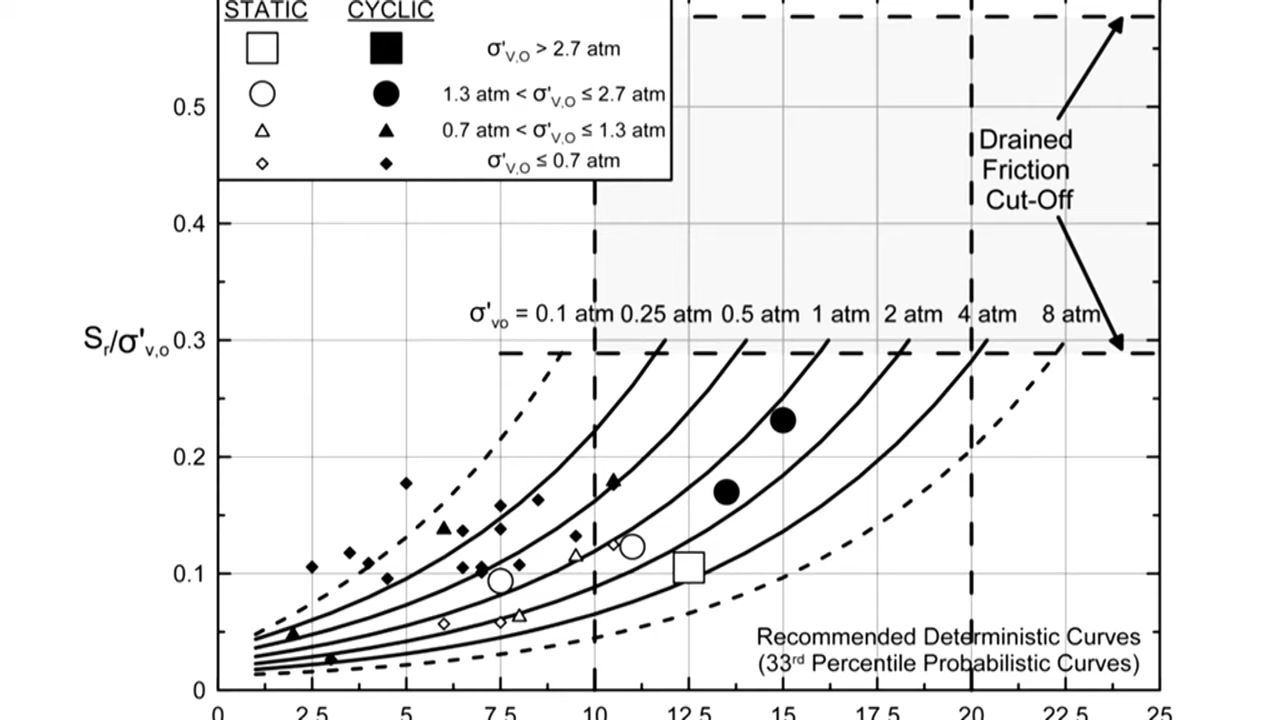 STATIC CYCLIC
σ'V,O > 2.7 atm
1.3 atm < σ'V,O ≤ 2.7 atm
0.7 atm < σ'V,O ≤ 1.3 atm
σ'V,O ≤ 0.7 atm
0.5
Drained
Friction
Cut-Off
0.4
σ'vo = 0.1 atm 0.25 atm 0.5 atm 1 atm 2 atm 4 atm 8 atm
Sr/σ'v,o 0.3
0.2
0.1
Recommended Deterministic Curves
(33rd Percentile Probabilistic Curves)
0
0 2.5 5 7.5 10 12.5 15 17.5 20 22.5 25